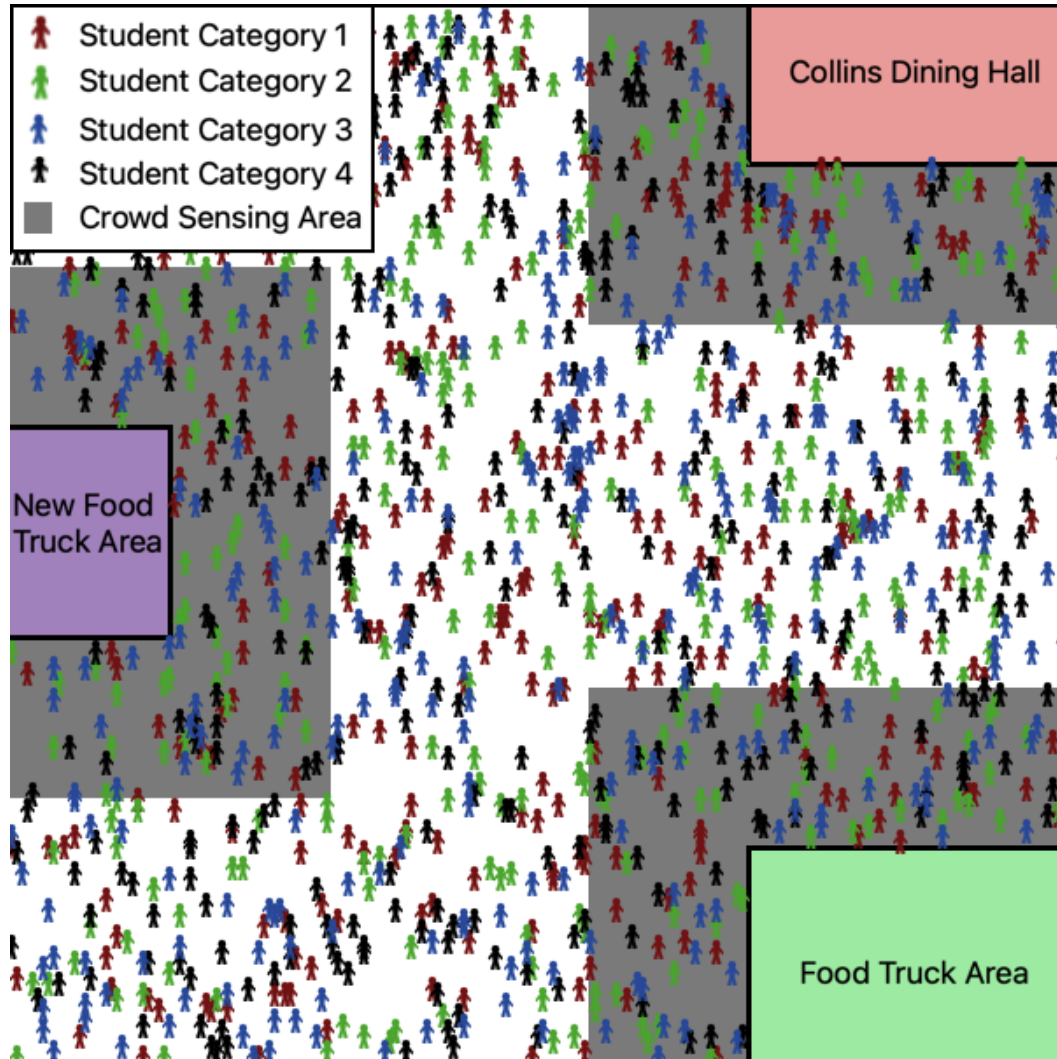 Student Category 1
Student Category 2
Student Category 3
Student Category 4
Crowd Sensing Area
Collins Dining Hall
New Food
Truck Area
Food Truck Area